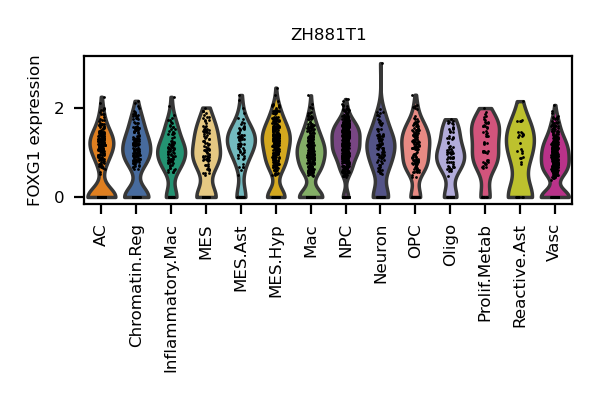 ZH881T1
FOXG1 expression
2
0
AC
Chromatin.Reg
Inflammatory.Mac
MES
MES.Ast
MES.Hyp
Mac
NPC
Neuron
OPC
Oligo
Prolif.Metab
Reactive.Ast
Vasc